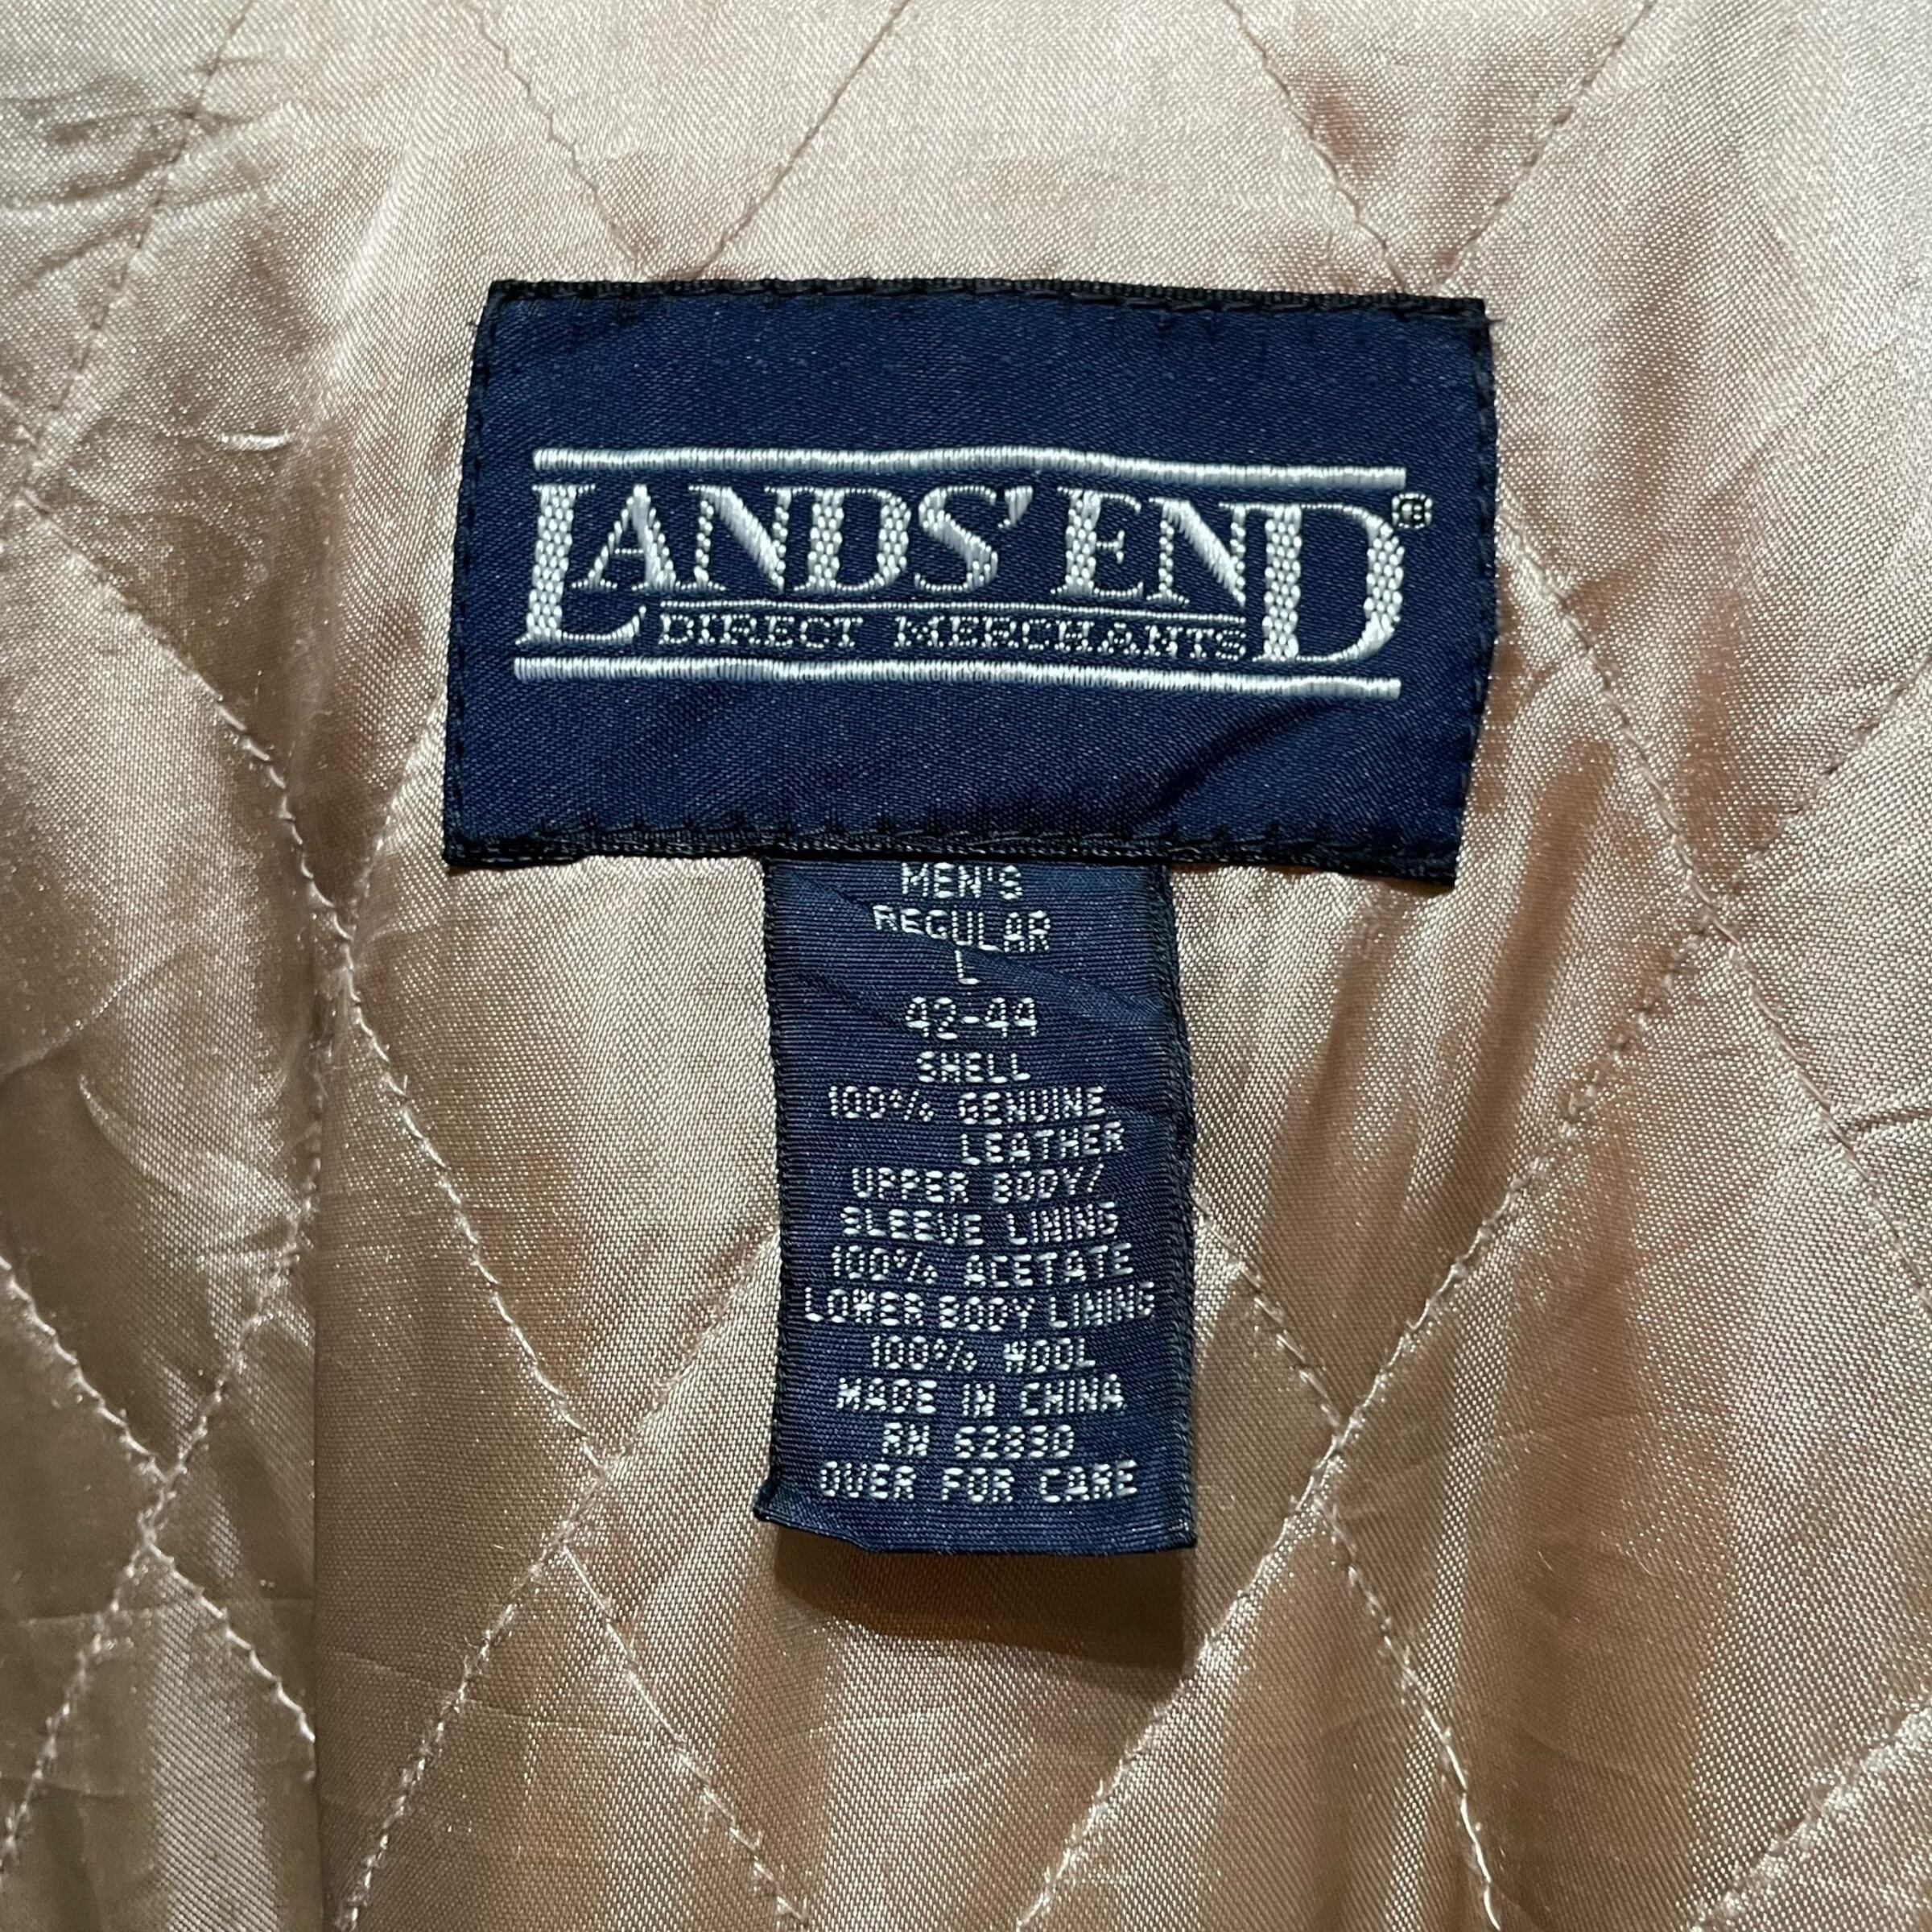 LANDS' END®
DIRECT MERCHANTS
MEN'S
REGULAR
L
42-44
SHELL
100% GENUINE
LEATHER
UPPER BODY/
SLEEVE LINING
100% ACETATE
LOWER BODY LINING
100% WOOL
MADE IN CHINA
RN 62830
OVER FOR CARE